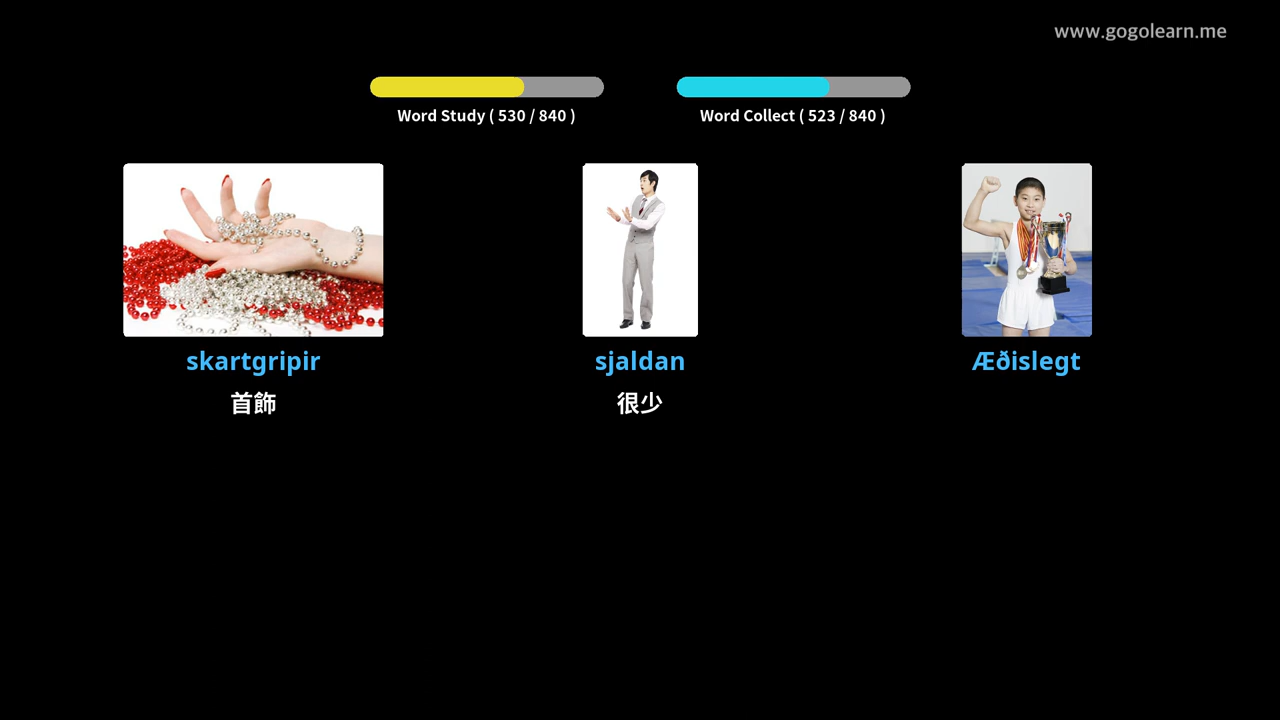 www.gogolearn.me
Word Study ( 530 / 840 )
Word Collect ( 523 / 840 )
skartgripir
sjaldan
Æðislegt
首飾
很少